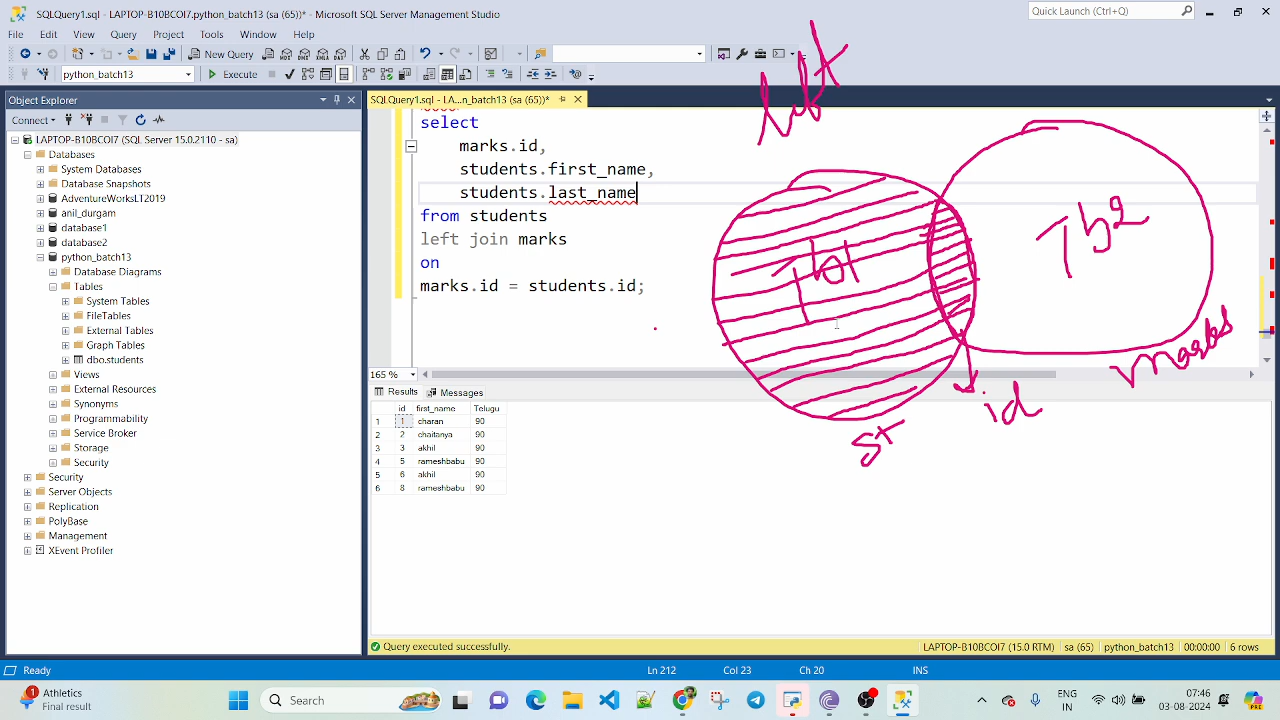 SQLQuery1.sql - LAPTOP-B10BCOI7.python_batch13 (sa (65))* - Microsoft SQL Server Management Studio
Quick Launch (Ctrl+Q)
File Edit View Query Project Tools Window Help
New Query
python_batch13 Execute
Object Explorer
Connect
LAPTOP-B10BCOI7 (SQL Server 15.0.2110 - sa)
Databases
System Databases
Database Snapshots
AdventureWorksLT2019
anil_durgam
database1
database2
python_batch13
Database Diagrams
Tables
System Tables
FileTables
External Tables
Graph Tables
dbo.students
Views
External Resources
Synonyms
Programmability
Service Broker
Storage
Security
Security
Server Objects
Replication
PolyBase
Management
XEvent Profiler
SQLQuery1.sql - LA...n_batch13 (sa (65))*
select
marks.id,
students.first_name,
students.last_name
from students
left join marks
on
marks.id = students.id;
Tb1
Tb2
marks
id
st
165 %
Results Messages
id first_name Telugu
1 1 charan 90
2 2 chaitanya 90
3 3 akhil 90
4 5 rameshbabu 90
5 6 akhil 90
6 8 rameshbabu 90
Query executed successfully. LAPTOP-B10BCOI7 (15.0 RTM) sa (65) python_batch13 00:00:00 6 rows
Ready Ln 212 Col 23 Ch 20 INS
1
Athletics
Final result
Search
ENG
IN
07:46
03-08-2024